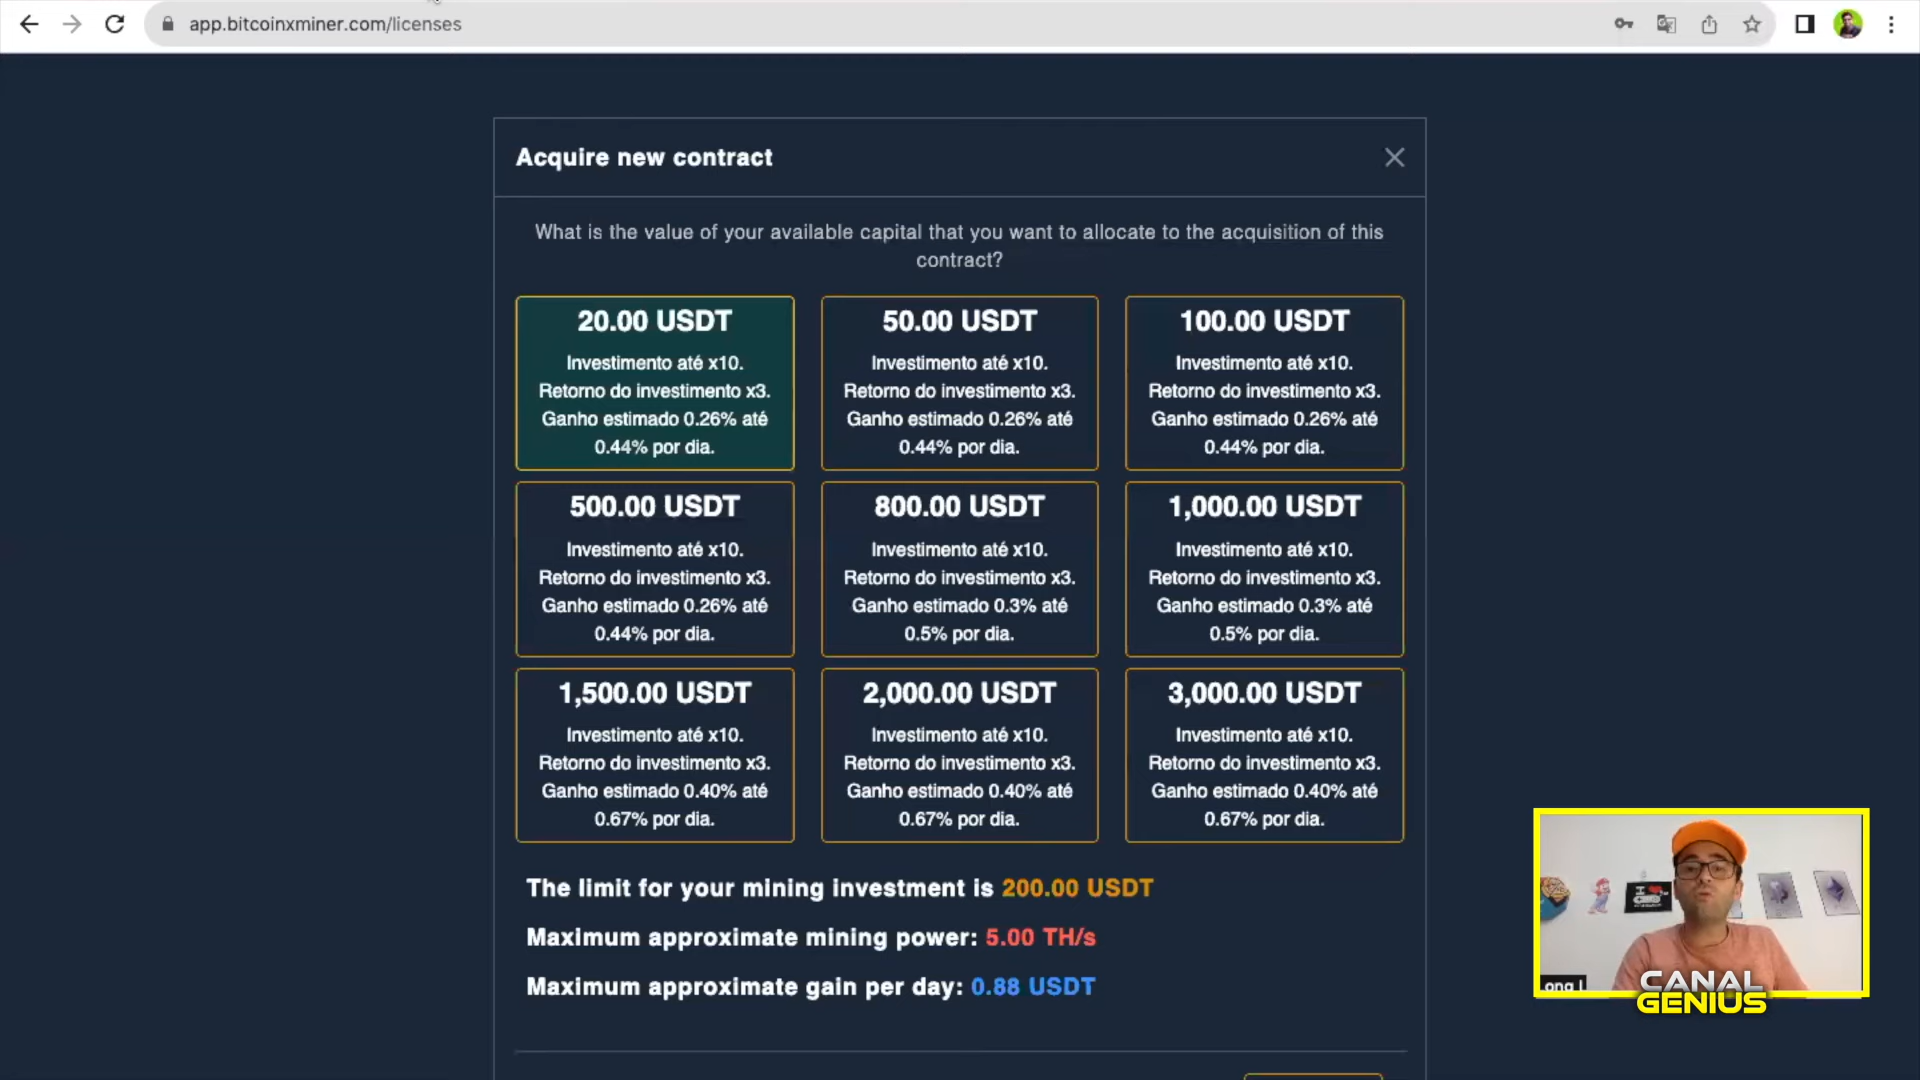 app.bitcoinxminer.com/licenses
Acquire new contract
What is the value of your available capital that you want to allocate to the acquisition of this
contract?
20.00 USDT
Investimento até x10.
Retorno do investimento x3.
Ganho estimado 0.26% até
0.44% por dia.
50.00 USDT
Investimento até x10.
Retorno do investimento x3.
Ganho estimado 0.26% até
0.44% por dia.
100.00 USDT
Investimento até x10.
Retorno do investimento x3.
Ganho estimado 0.26% até
0.44% por dia.
500.00 USDT
Investimento até x10.
Retorno do investimento x3.
Ganho estimado 0.26% até
0.44% por dia.
800.00 USDT
Investimento até x10.
Retorno do investimento x3.
Ganho estimado 0.3% até
0.5% por dia.
1,000.00 USDT
Investimento até x10.
Retorno do investimento x3.
Ganho estimado 0.3% até
0.5% por dia.
1,500.00 USDT
Investimento até x10.
Retorno do investimento x3.
Ganho estimado 0.40% até
0.67% por dia.
2,000.00 USDT
Investimento até x10.
Retorno do investimento x3.
Ganho estimado 0.40% até
0.67% por dia.
3,000.00 USDT
Investimento até x10.
Retorno do investimento x3.
Ganho estimado 0.40% até
0.67% por dia.
The limit for your mining investment is 200.00 USDT
Maximum approximate mining power: 5.00 TH/s
Maximum approximate gain per day: 0.88 USDT
CANAL
GENIUS